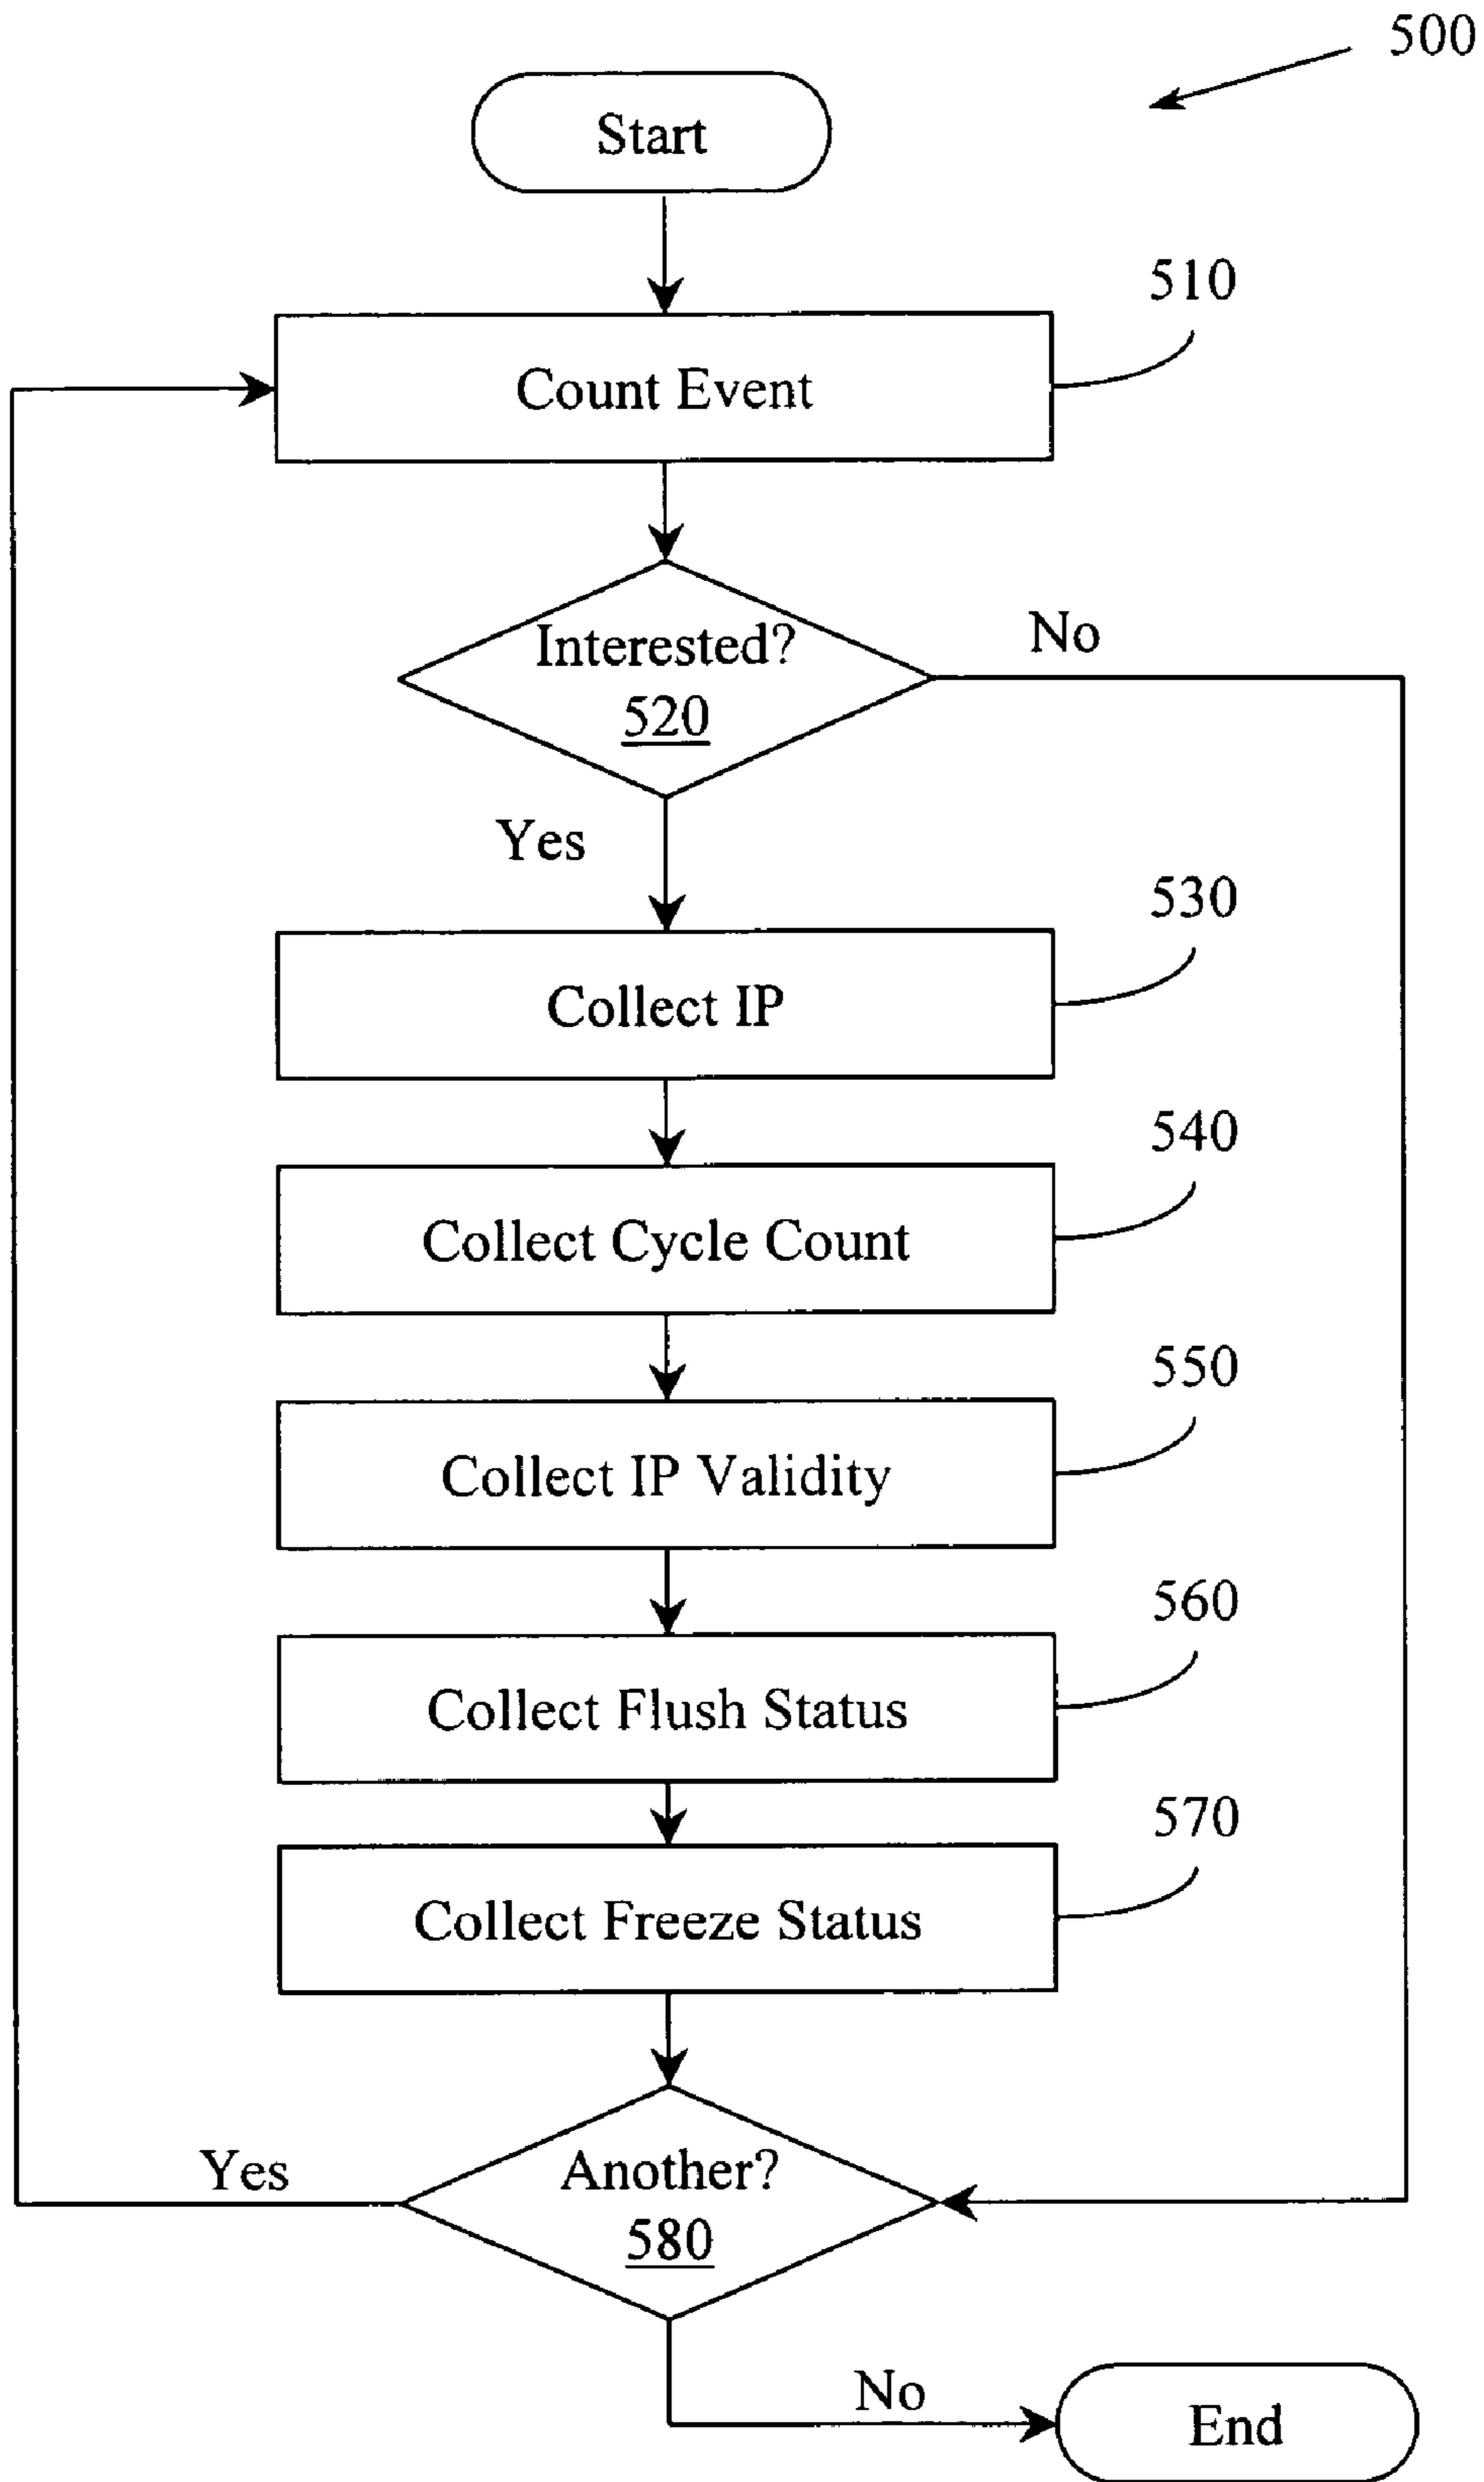 500
Start
510
Count Event
Interested?
520
No
Yes
530
Collect IP
540
Collect Cycle Count
550
Collect IP Validity
560
Collect Flush Status
570
Collect Freeze Status
Yes
Another?
580
No
End